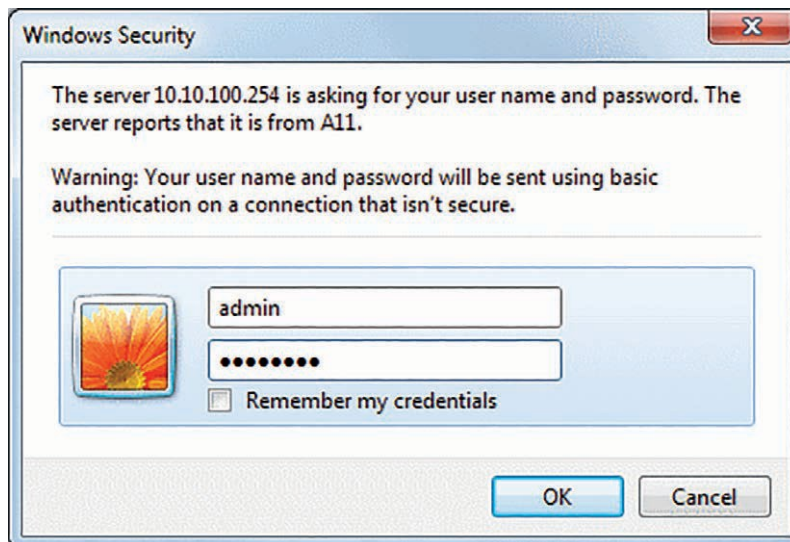 Windows Security
The server 10.10.100.254 is asking for your user name and password. The
server reports that it is from A11.
Warning: Your user name and password will be sent using basic
authentication on a connection that isn't secure.
admin
••••••••
Remember my credentials
OK
Cancel